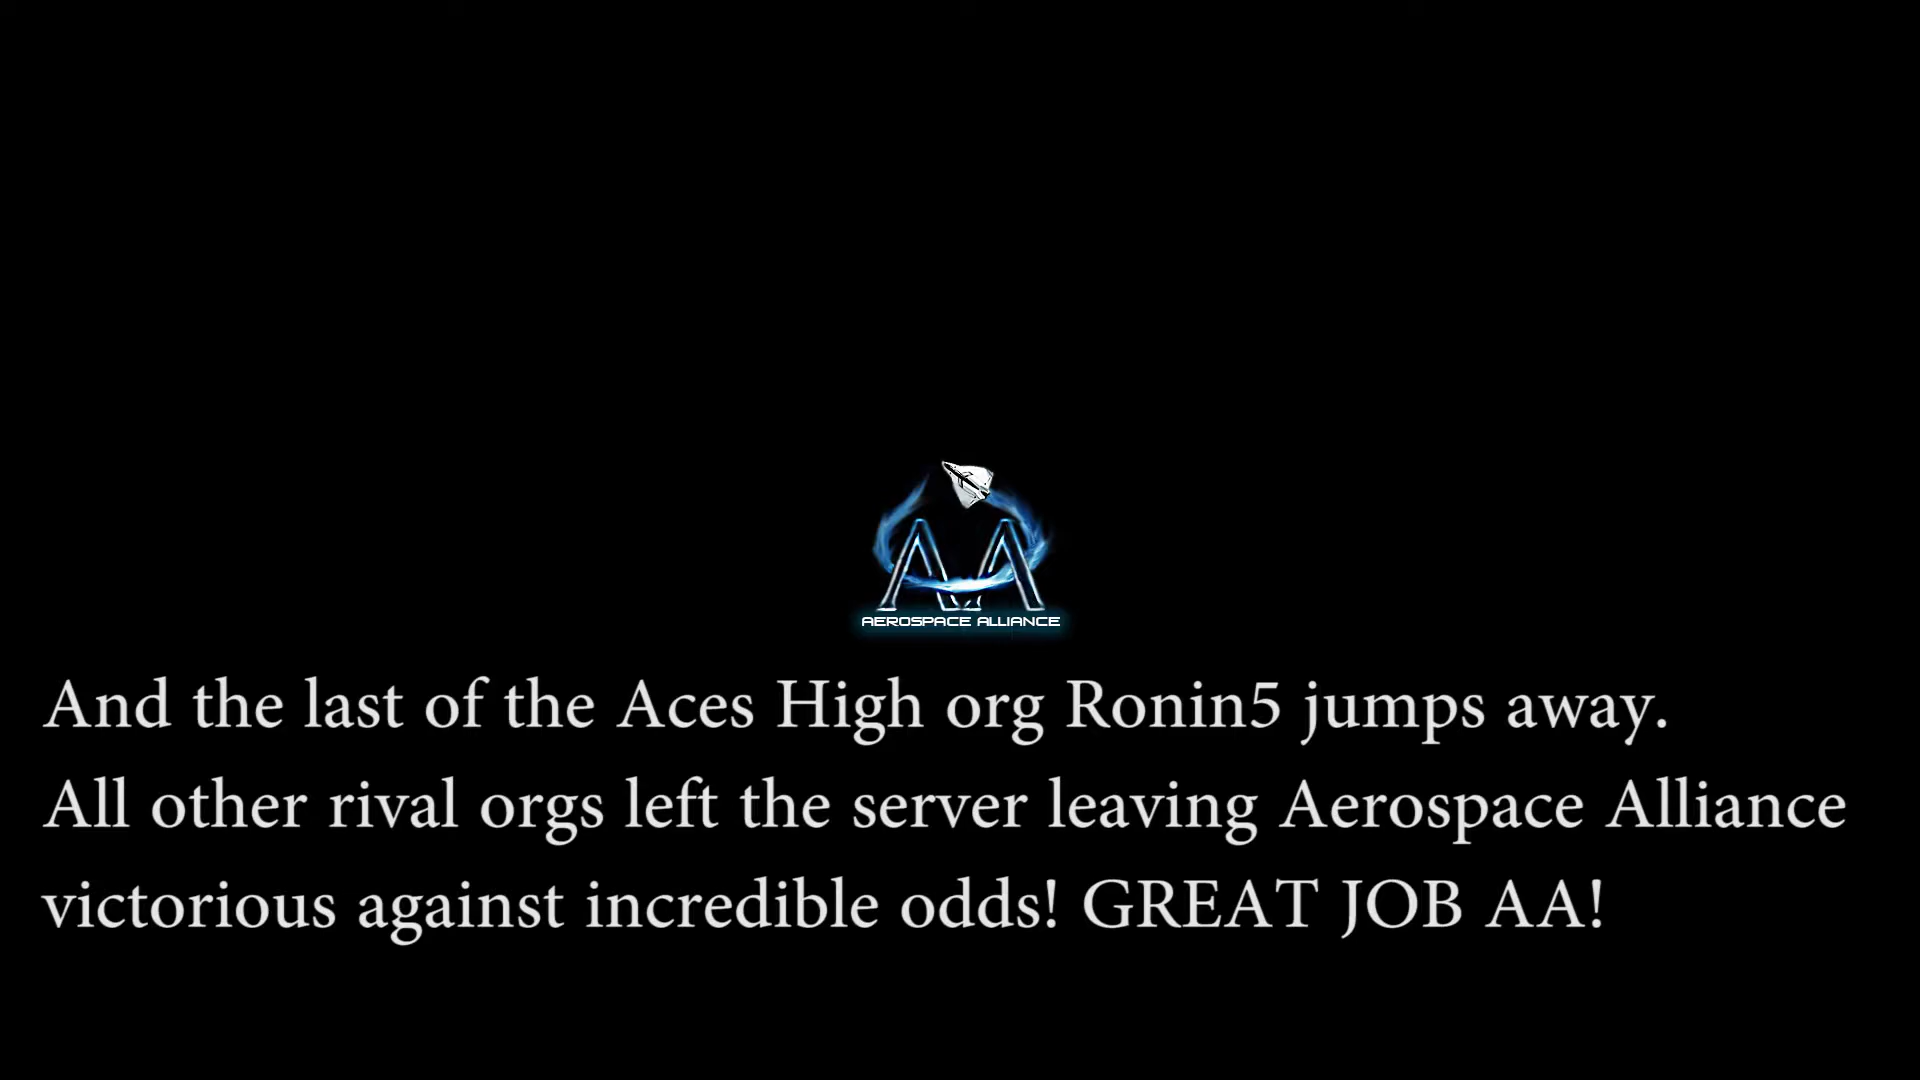 AA
AEROSPACE ALLIANCE
And the last of the Aces High org Ronin5 jumps away.
All other rival orgs left the server leaving Aerospace Alliance
victorious against incredible odds! GREAT JOB AA!